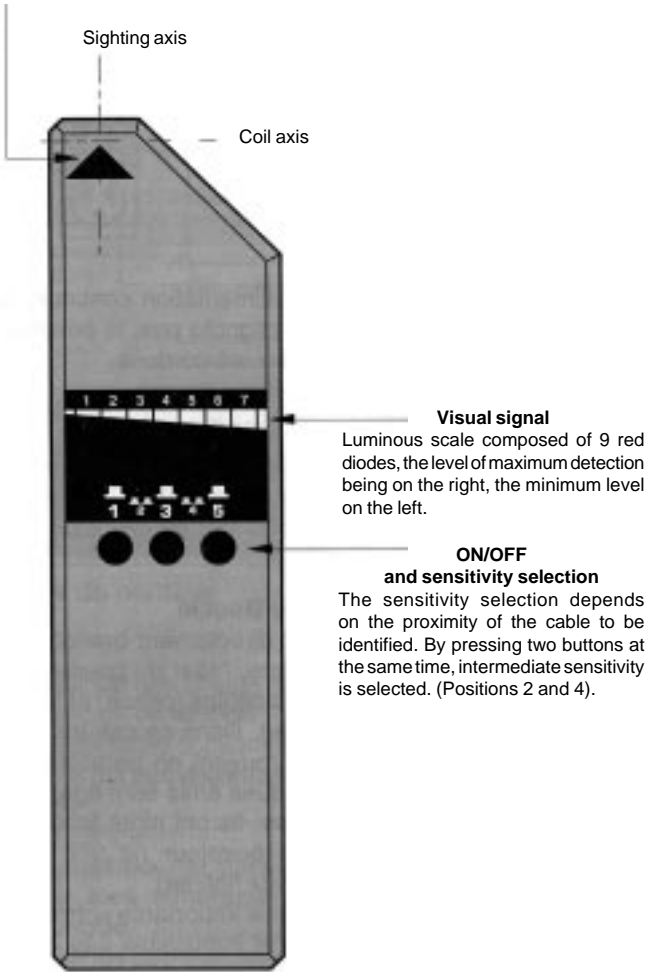 Sighting axis
Coil axis
1 2 3 4 5 6 7
Visual signal
Luminous scale composed of 9 red
diodes, the level of maximum detection
being on the right, the minimum level
on the left.
1 2 3 4 5
ON/OFF
and sensitivity selection
The sensitivity selection depends
on the proximity of the cable to be
identified. By pressing two buttons at
the same time, intermediate sensitivity
is selected. (Positions 2 and 4).